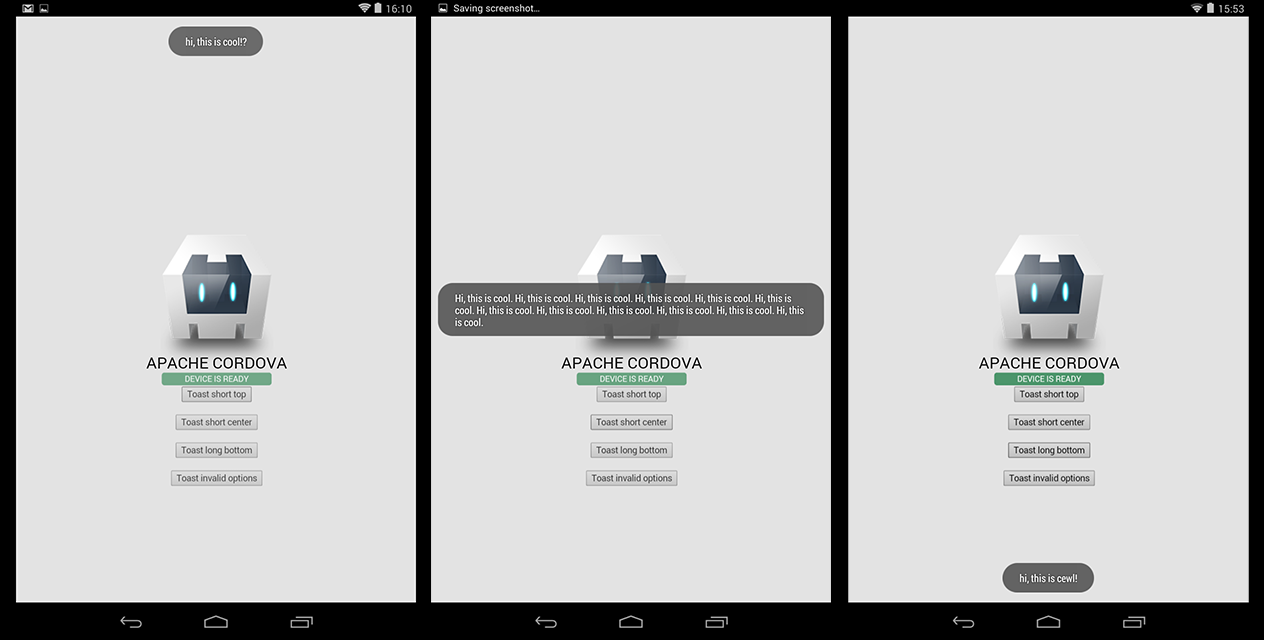 16:10
hi, this is cool!?
APACHE CORDOVA
DEVICE IS READY
Toast short top
Toast short center
Toast long bottom
Toast invalid options
Saving screenshot...
Hi, this is cool. Hi, this is cool. Hi, this is cool. Hi, this is cool. Hi, this is cool. Hi, this is
cool. Hi, this is cool. Hi, this is cool. Hi, this is cool. Hi, this is cool. Hi, this is cool. Hi, this
is cool.
APACHE CORDOVA
DEVICE IS READY
Toast short top
Toast short center
Toast long bottom
Toast invalid options
15:53
APACHE CORDOVA
DEVICE IS READY
Toast short top
Toast short center
Toast long bottom
Toast invalid options
hi, this is cewl!